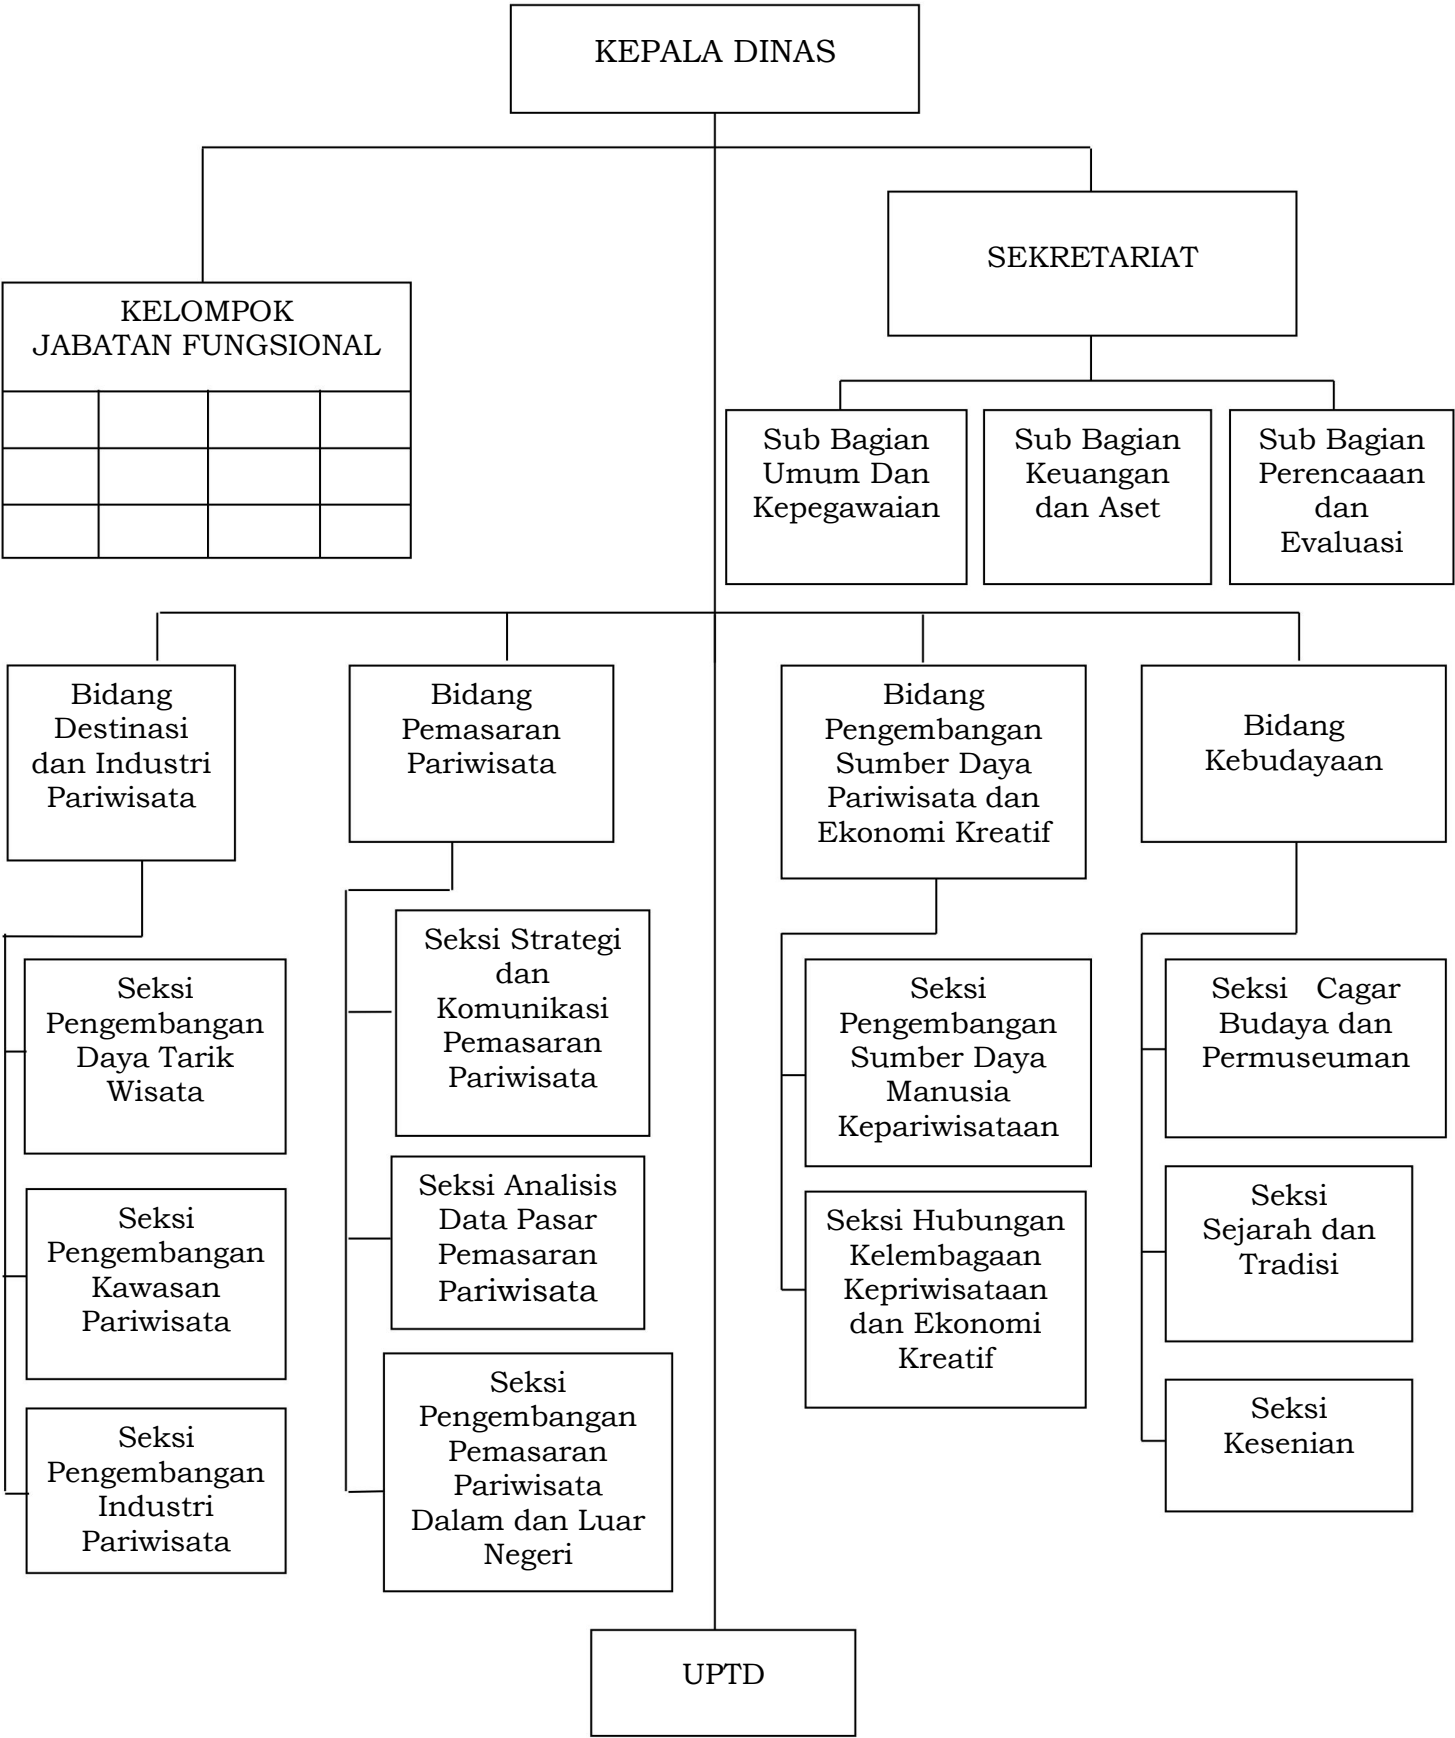 KEPALA DINAS
SEKRETARIAT
KELOMPOK
JABATAN FUNGSIONAL
Sub Bagian
Umum Dan
Kepegawaian
Sub Bagian
Keuangan
dan Aset
Sub Bagian
Perencaaan
dan
Evaluasi
Bidang
Destinasi
dan Industri
Pariwisata
Bidang
Pemasaran
Pariwisata
Bidang
Pengembangan
Sumber Daya
Pariwisata dan
Ekonomi Kreatif
Bidang
Kebudayaan
Seksi
Pengembangan
Daya Tarik
Wisata
Seksi
Pengembangan
Kawasan
Pariwisata
Seksi
Pengembangan
Industri
Pariwisata
Seksi Strategi
dan
Komunikasi
Pemasaran
Pariwisata
Seksi Analisis
Data Pasar
Pemasaran
Pariwisata
Seksi
Pengembangan
Pemasaran
Pariwisata
Dalam dan Luar
Negeri
Seksi
Pengembangan
Sumber Daya
Manusia
Kepariwisataan
Seksi Hubungan
Kelembagaan
Kepriwisataan
dan Ekonomi
Kreatif
Seksi Cagar
Budaya dan
Permuseuman
Seksi
Sejarah dan
Tradisi
Seksi
Kesenian
UPTD